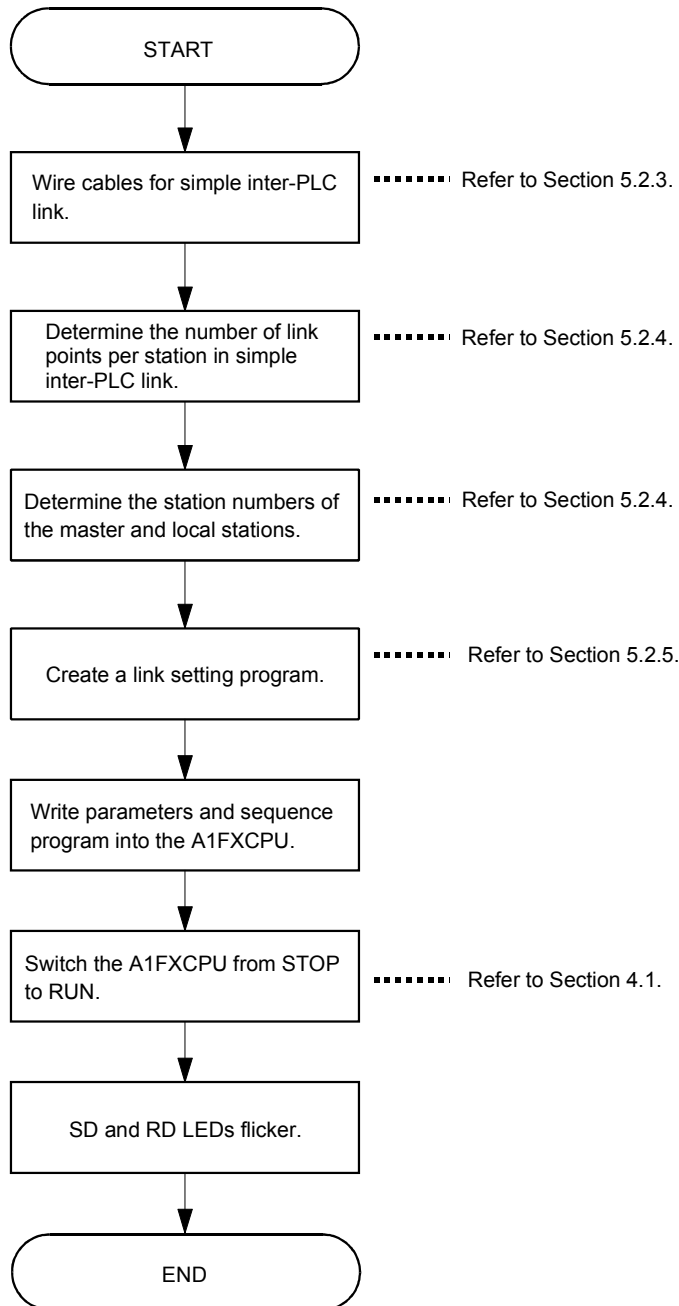 START
Wire cables for simple inter-PLC
link.
Refer to Section 5.2.3.
Determine the number of link
points per station in simple
inter-PLC link.
Refer to Section 5.2.4.
Determine the station numbers of
the master and local stations.
Refer to Section 5.2.4.
Create a link setting program.
Refer to Section 5.2.5.
Write parameters and sequence
program into the A1FXCPU.
Switch the A1FXCPU from STOP
to RUN.
Refer to Section 4.1.
SD and RD LEDs flicker.
END